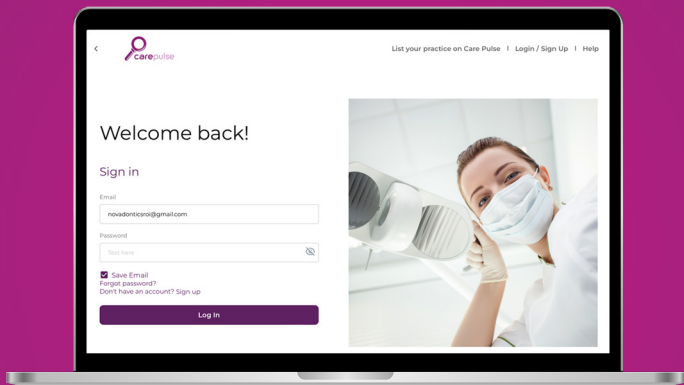 carepulse
List your practice on Care Pulse | Login / Sign Up | Help
Welcome back!
Sign in
Email
novadonticsroi@gmail.com
Password
Text here
Save Email
Forgot password?
Don't have an account? Sign up
Log In